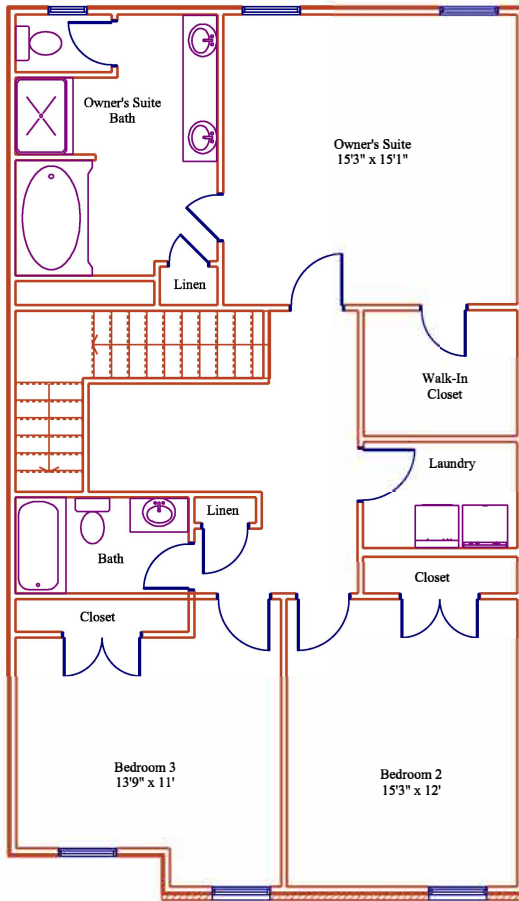 Owner's Suite
Bath
Owner's Suite
15'3" x 15'1"
Linen
Walk-In
Closet
Laundry
Linen
Bath
Closet
Closet
Bedroom 3
13'9" x 11'
Bedroom 2
15'3" x 12'